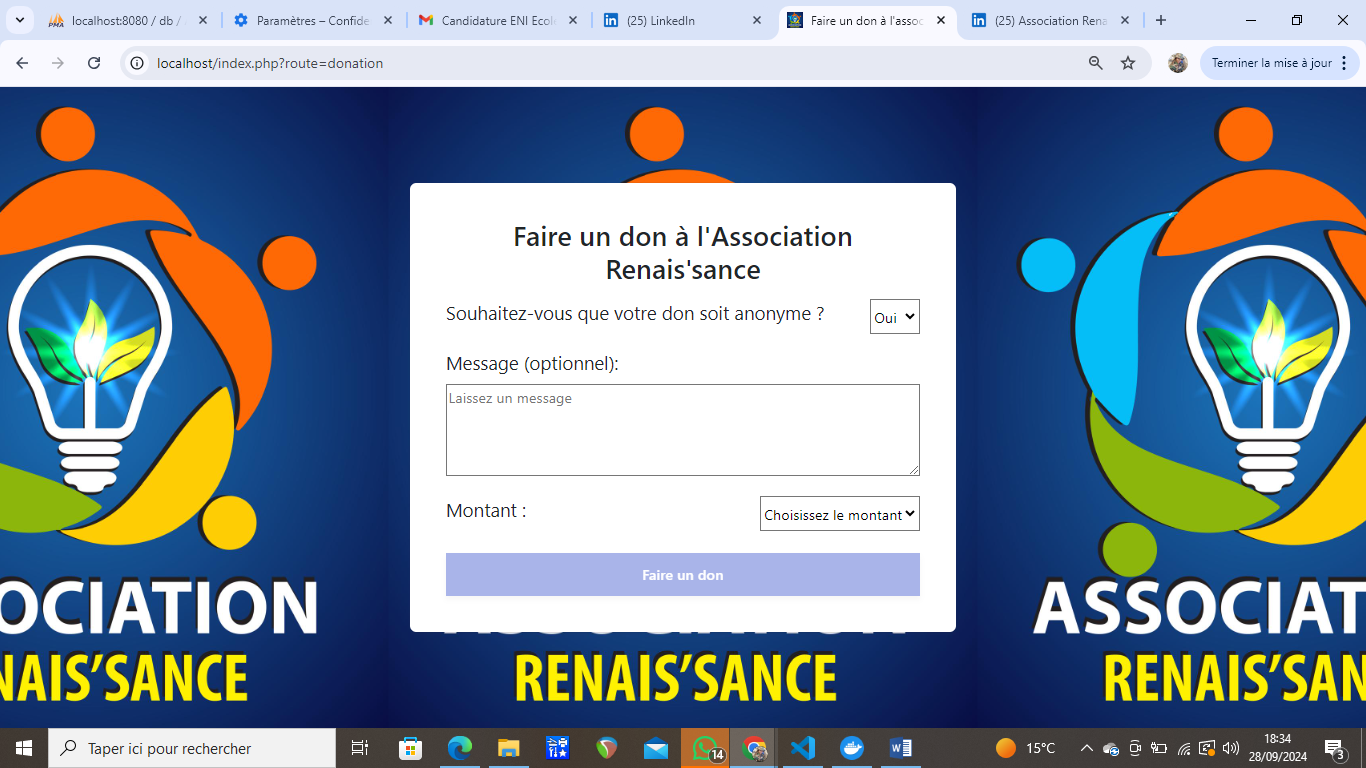 localhost:8080 / db /
Paramètres – Confide
Candidature ENI Ecole
(25) LinkedIn
Faire un don à l'assoc
(25) Association Rena
localhost/index.php?route=donation
Terminer la mise à jour
Faire un don à l'Association
Renais'sance
Souhaitez-vous que votre don soit anonyme ?
Oui
Message (optionnel):
Laissez un message
Montant :
Choisissez le montant
Faire un don
OCIATION
ASSOCIAT
NAIS'SANCE
RENAIS'SANCE
RENAIS'SAN
Taper ici pour rechercher
14
15°C
18:34
28/09/2024
3